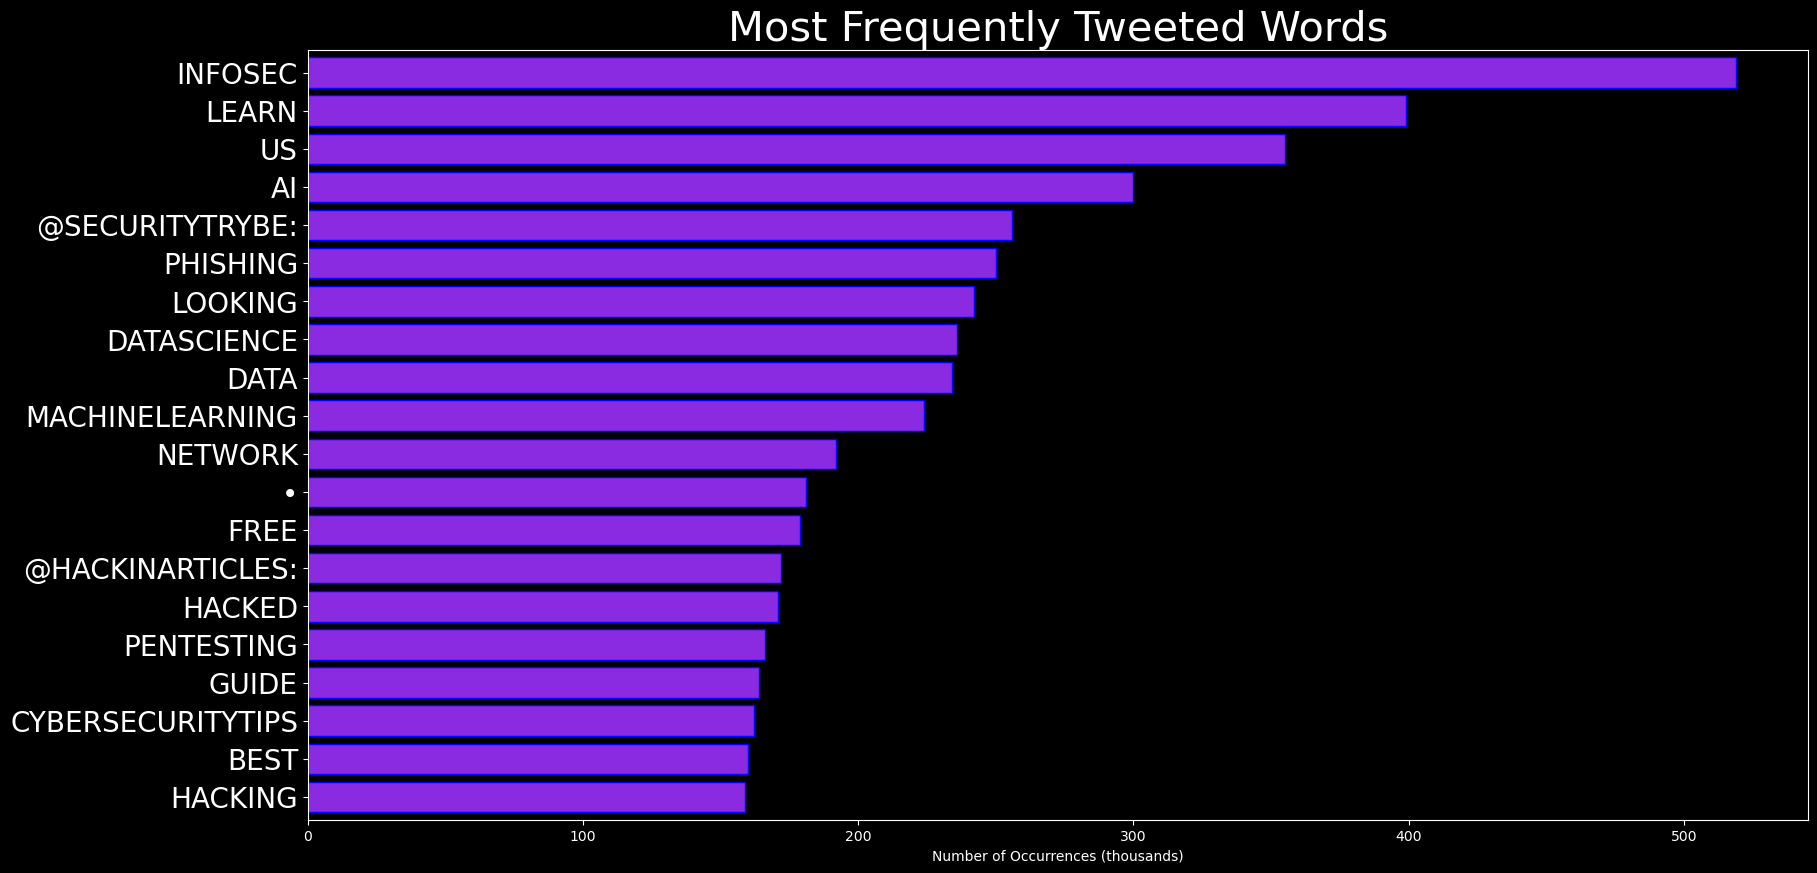 Most Frequently Tweeted Words
INFOSEC
LEARN
US
AI
@SECURITYTRYBE:
PHISHING
LOOKING
DATASCIENCE
DATA
MACHINELEARNING
NETWORK
•
FREE
@HACKINARTICLES:
HACKED
PENTESTING
GUIDE
CYBERSECURITYTIPS
BEST
HACKING
0 100 200 300 400 500
Number of Occurrences (thousands)